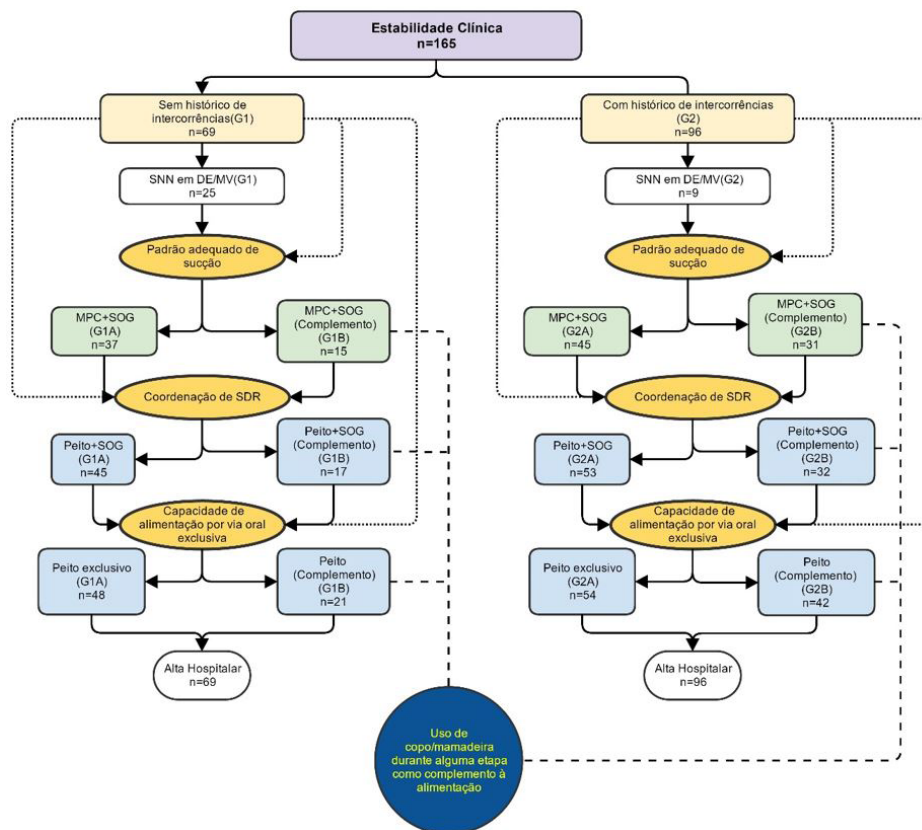 Estabilidade Clínica
n=165
Sem histórico de
intercorrências(G1)
n=69
SNN em DE/MV(G1)
n=25
Padrão adequado de
sucção
MPC+SOG
(G1A)
n=37
MPC+SOG
(Complemento)
(G1B)
n=15
Coordenação de SDR
Peito+SOG
(G1A)
n=45
Peito+SOG
(Complemento)
(G1B)
n=17
Capacidade de
alimentação por via oral
exclusiva
Peito exclusivo
(G1A)
n=48
Peito
(Complemento)
(G1B)
n=21
Alta Hospitalar
n=69
Com histórico de intercorrências
(G2)
n=96
SNN em DE/MV(G2)
n=9
Padrão adequado de
sucção
MPC+SOG
(G2A)
n=45
MPC+SOG
(Complemento)
(G2B)
n=31
Coordenação de SDR
Peito+SOG
(G2A)
n=53
Peito+SOG
(Complemento)
(G2B)
n=32
Capacidade de
alimentação por via oral
exclusiva
Peito exclusivo
(G2A)
n=54
Peito
(Complemento)
(G2B)
n=42
Alta Hospitalar
n=96
Uso de
copo/mamadeira
durante alguma etapa
como complemento à
alimentação